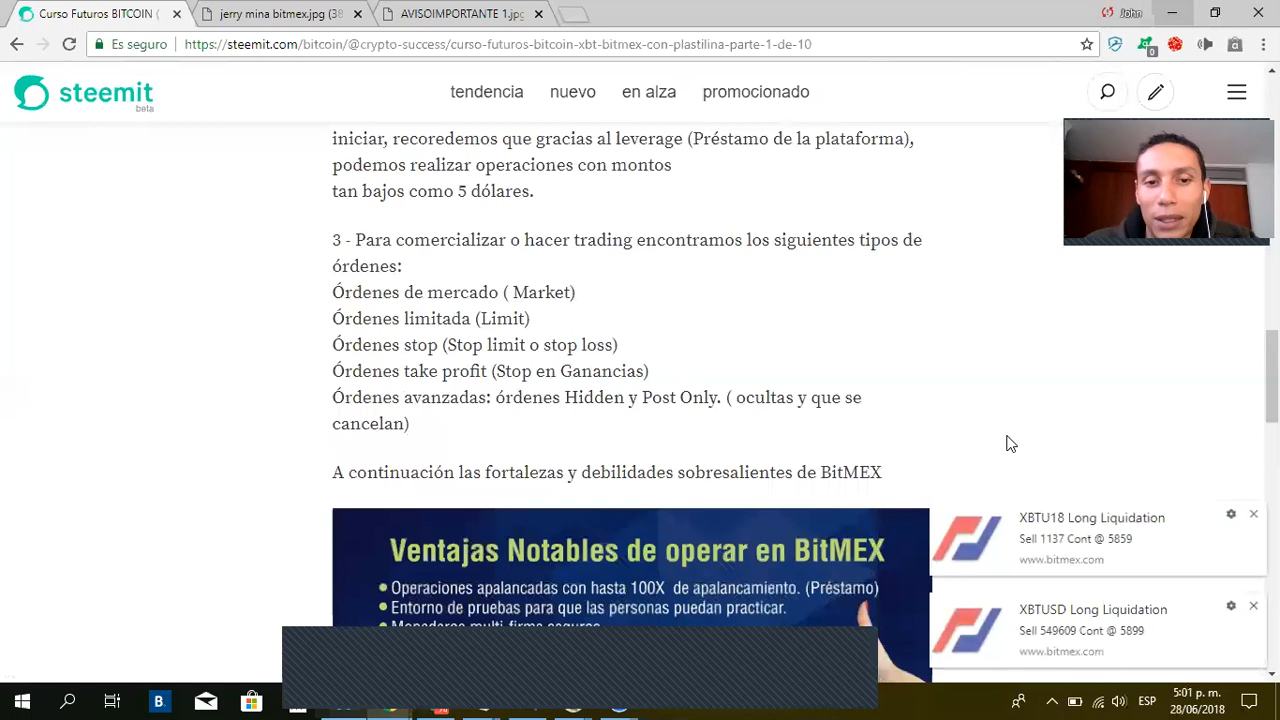 Curso Futuros BITCOIN (
jerry mina bitmex.jpg (38
AVISOIMPORTANTE 1.jpg
John
Es seguro
https://steemit.com/bitcoin/@crypto-success/curso-futuros-bitcoin-xbt-bitmex-con-plastilina-parte-1-de-10
0
steemit
beta
tendencia nuevo en alza promocionado
iniciar, recoredemos que gracias al leverage (Préstamo de la plataforma),
podemos realizar operaciones con montos
tan bajos como 5 dólares.
3 - Para comercializar o hacer trading encontramos los siguientes tipos de
órdenes:
Órdenes de mercado ( Market)
Órdenes limitada (Limit)
Órdenes stop (Stop limit o stop loss)
Órdenes take profit (Stop en Ganancias)
Órdenes avanzadas: órdenes Hidden y Post Only. ( ocultas y que se
cancelan)
A continuación las fortalezas y debilidades sobresalientes de BitMEX
Ventajas Notables de operar en BitMEX
Operaciones apalancadas con hasta 100X de apalancamiento. (Préstamo)
Entorno de pruebas para que las personas puedan practicar.
XBTU18 Long Liquidation
Sell 1137 Cont @ 5859
www.bitmex.com
XBTUSD Long Liquidation
Sell 549609 Cont @ 5899
www.bitmex.com
B.
ESP
5:01 p. m.
28/06/2018